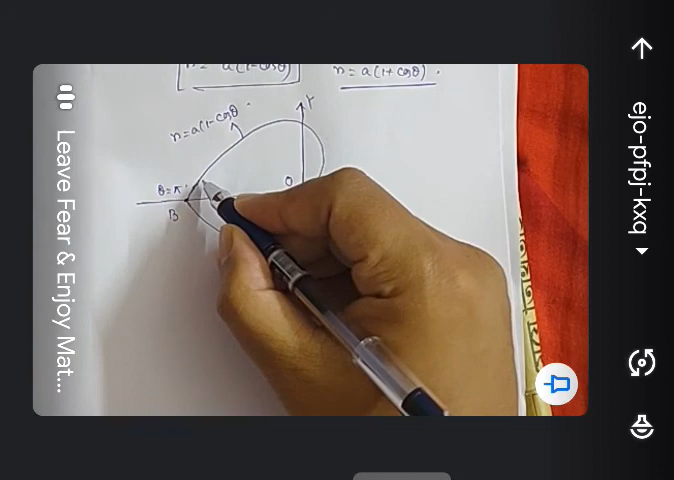 r = a(1-cosθ)
r = a(1+cosθ).
r=a(1-cosθ.
Y
θ=π
O
B
Leave Fear & Enjoy Mat...
ejo-pfpj-kxq